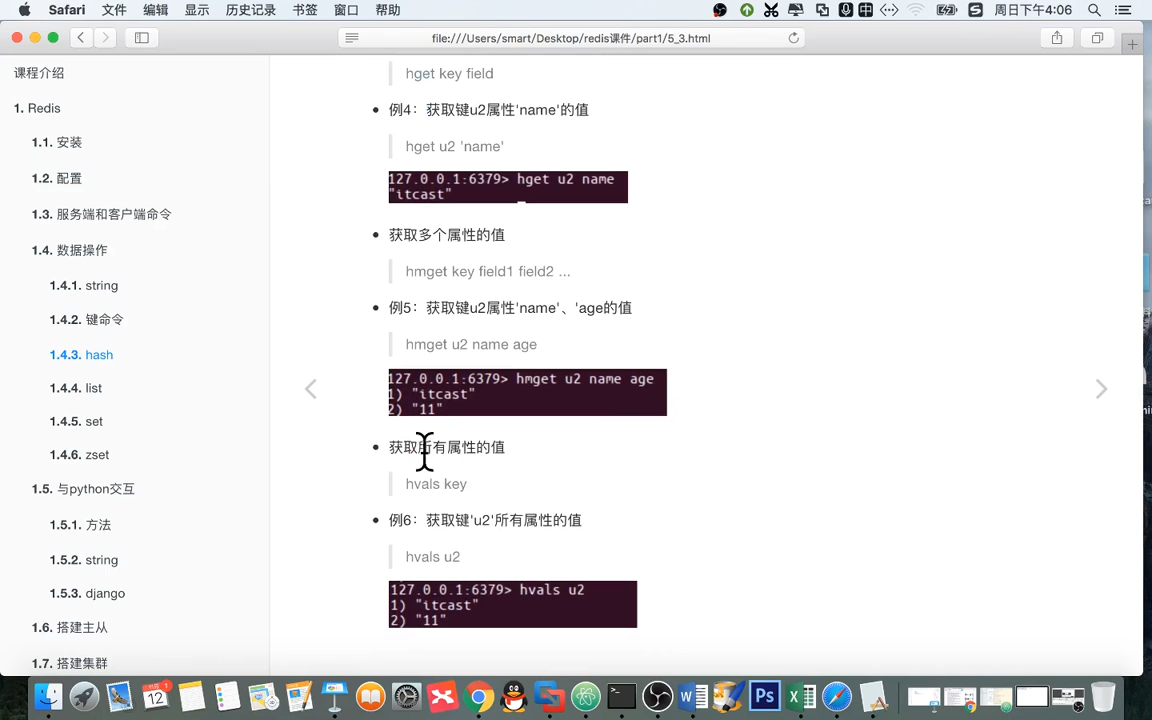 Safari 文件 编辑 显示 历史记录 书签 窗口 帮助 周日下午4:06
file:///Users/smart/Desktop/redis课件/part1/5_3.html
课程介绍
1. Redis
1.1. 安装
1.2. 配置
1.3. 服务端和客户端命令
1.4. 数据操作
1.4.1. string
1.4.2. 键命令
1.4.3. hash
1.4.4. list
1.4.5. set
1.4.6. zset
1.5. 与python交互
1.5.1. 方法
1.5.2. string
1.5.3. django
1.6. 搭建主从
1.7. 搭建集群
hget key field
例4：获取键u2属性'name'的值
hget u2 'name'
127.0.0.1:6379> hget u2 name
"itcast"
获取多个属性的值
hmget key field1 field2 ...
例5：获取键u2属性'name'、'age的值
hmget u2 name age
127.0.0.1:6379> hmget u2 name age
1) "itcast"
2) "11"
获取所有属性的值
hvals key
例6：获取键'u2'所有属性的值
hvals u2
127.0.0.1:6379> hvals u2
1) "itcast"
2) "11"